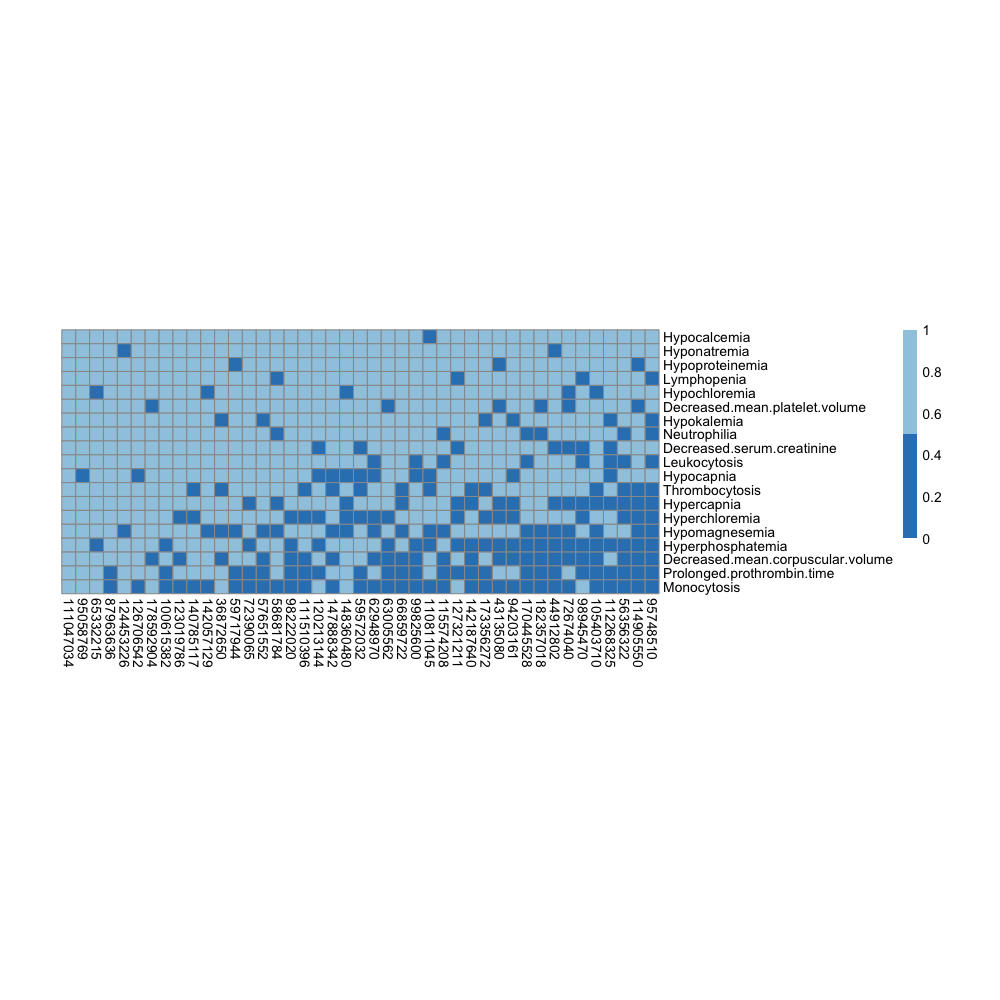 Hypocalcemia
Hyponatremia
Hypoproteinemia
Lymphopenia
Hypochloremia
Decreased.mean.platelet.volume
Hypokalemia
Neutrophilia
Decreased.serum.creatinine
Leukocytosis
Hypocapnia
Thrombocytosis
Hypercapnia
Hyperchloremia
Hypomagnesemia
Hyperphosphatemia
Decreased.mean.corpuscular.volume
Prolonged.prothrombin.time
Monocytosis
1
0.8
0.6
0.4
0.2
0
111047034
95058769
65332215
87963636
124453226
126706542
178592904
100615382
123019786
140785117
142057129
36872650
59717944
72390065
57651552
58681784
98222020
111510396
120213144
147888342
148360480
59572032
62948970
63005562
66859722
99825600
110811045
115574208
127321211
142187640
173356272
43135080
94203161
170445528
182357018
44912802
72674040
98945470
105403710
112268325
56356322
114905550
95748510